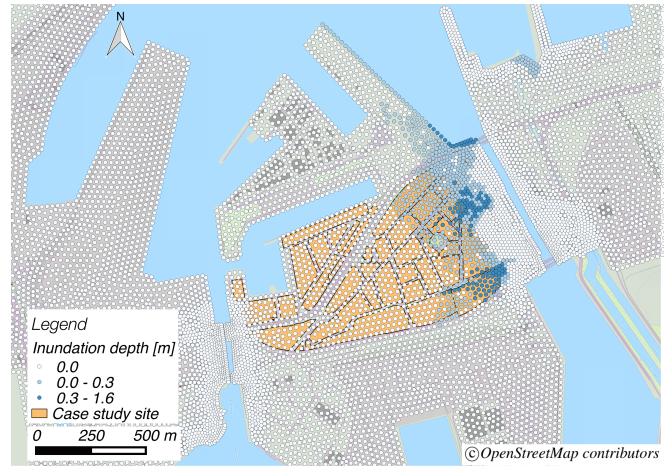 N
Legend
Inundation depth [m]
0.0
0.0 - 0.3
0.3 - 1.6
Case study site
0 250 500 m
©OpenStreetMap contributors